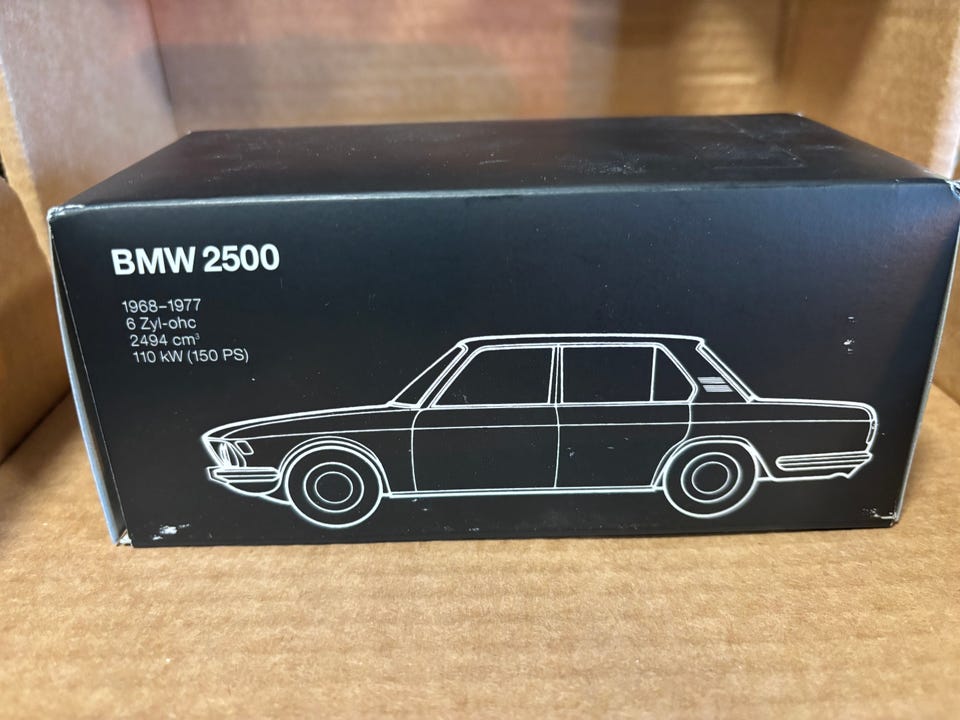 BMW 2500
1968–1977
6 Zyl-ohc
2494 cm³
110 kW (150 PS)